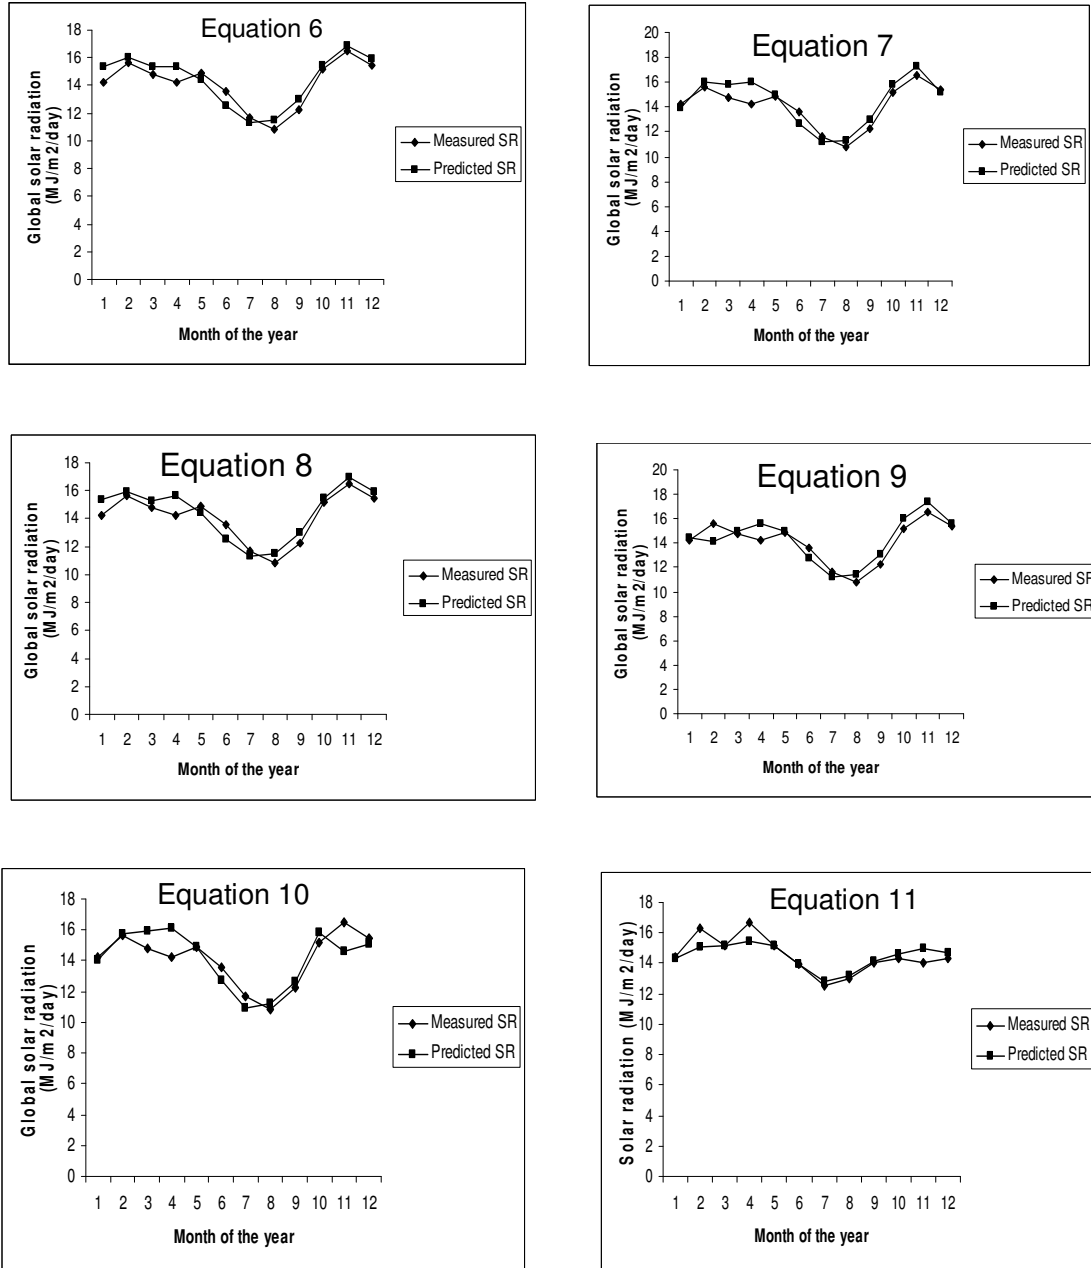 Equation 6
Global solar radiation
(MJ/m2/day)
18
16
14
12
10
8
6
4
2
0
1 2 3 4 5 6 7 8 9 10 11 12
Month of the year
Measured SR
Predicted SR
Equation 7
Global solar radiation
(MJ/m2/day)
20
18
16
14
12
10
8
6
4
2
0
1 2 3 4 5 6 7 8 9 10 11 12
Month of the year
Measured SR
Predicted SR
Equation 8
Global solar radiation
(MJ/m2/day)
18
16
14
12
10
8
6
4
2
0
1 2 3 4 5 6 7 8 9 10 11 12
Month of the year
Measured SR
Predicted SR
Equation 9
Global solar radiation
(MJ/m2/day)
20
18
16
14
12
10
8
6
4
2
0
1 2 3 4 5 6 7 8 9 10 11 12
Month of the year
Measured SR
Predicted SR
Equation 10
Global solar radiation
(MJ/m2/day)
18
16
14
12
10
8
6
4
2
0
1 2 3 4 5 6 7 8 9 10 11 12
Month of the year
Measured SR
Predicted SR
Equation 11
Solar radiation (MJ/m2/day)
18
16
14
12
10
8
6
4
2
0
1 2 3 4 5 6 7 8 9 10 11 12
Month of the year
Measured SR
Predicted SR